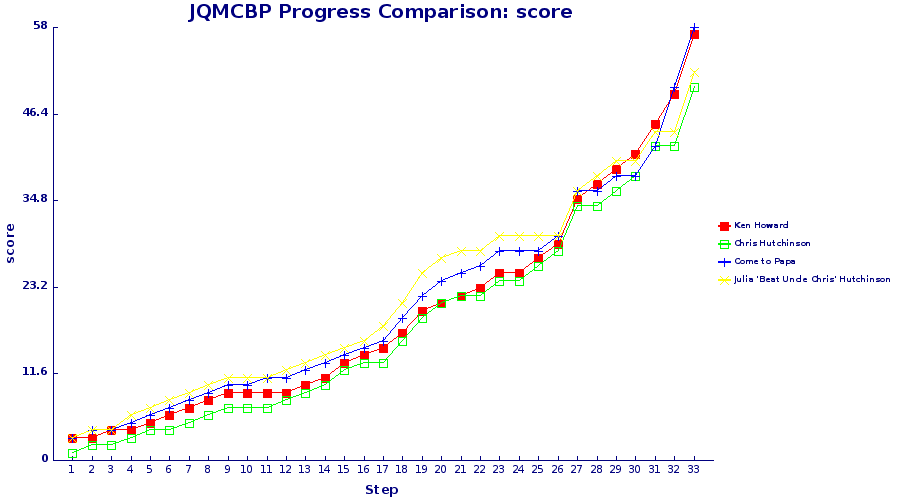 JQMCBP Progress Comparison: score
58
46.4
34.8
23.2
11.6
0
score
1 2 3 4 5 6 7 8 9 10 11 12 13 14 15 16 17 18 19 20 21 22 23 24 25 26 27 28 29 30 31 32 33
Step
Ken Howard
Chris Hutchinson
Come to Papa
Julia 'Beat Uncle Chris' Hutchinson